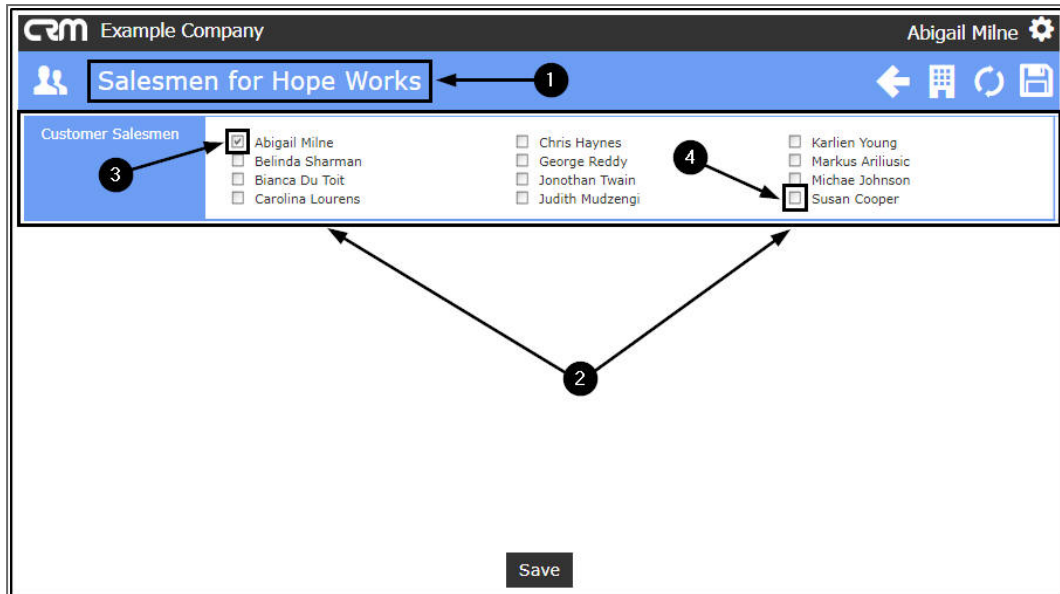 CRM Example Company Abigail Milne
Salesmen for Hope Works 1
Customer Salesmen
Abigail Milne Chris Haynes Karlien Young
3 Belinda Sharman George Reddy 4 Markus Ariliusic
Bianca Du Toit Jonothan Twain Michae Johnson
Carolina Lourens Judith Mudzengi Susan Cooper
2
Save